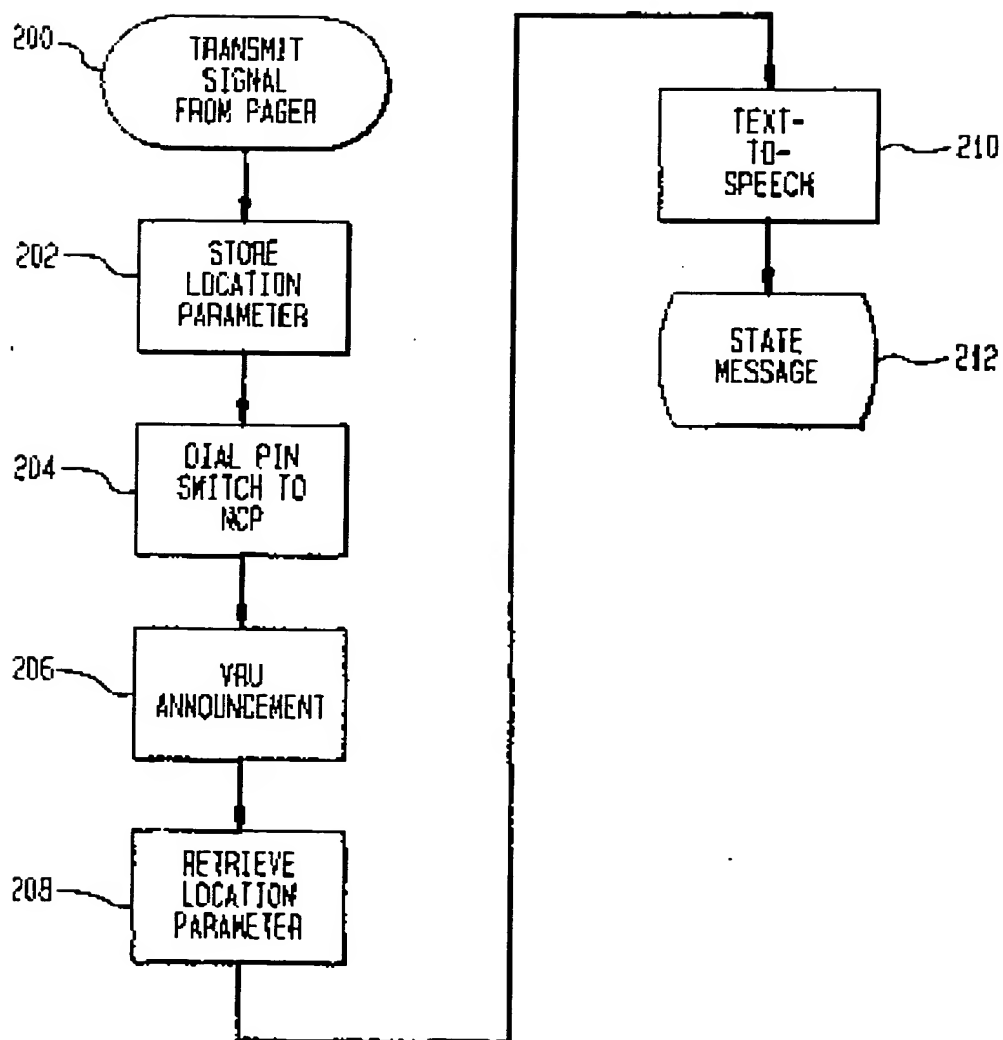 200
TRANSMIT
SIGNAL
FROM PAGER
202
STORE
LOCATION
PARAMETER
204
DIAL PIN
SWITCH TO
NCP
206
VRU
ANNOUNCEMENT
208
RETRIEVE
LOCATION
PARAMETER
TEXT-
TO-
SPEECH
210
STATE
MESSAGE
212